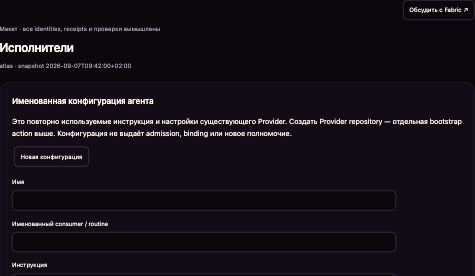 Обсудить с Fabric ↗
Макет · все identities, receipts и проверки вымышлены
Исполнители
atlas · snapshot 2026-09-07T09:42:00+02:00
Именованная конфигурация агента
Это повторно используемые инструкция и настройки существующего Provider. Создать Provider repository — отдельная bootstrap
action выше. Конфигурация не выдаёт admission, binding или новое полномочие.
Новая конфигурация
Имя
Именованный consumer / routine
Инструкция